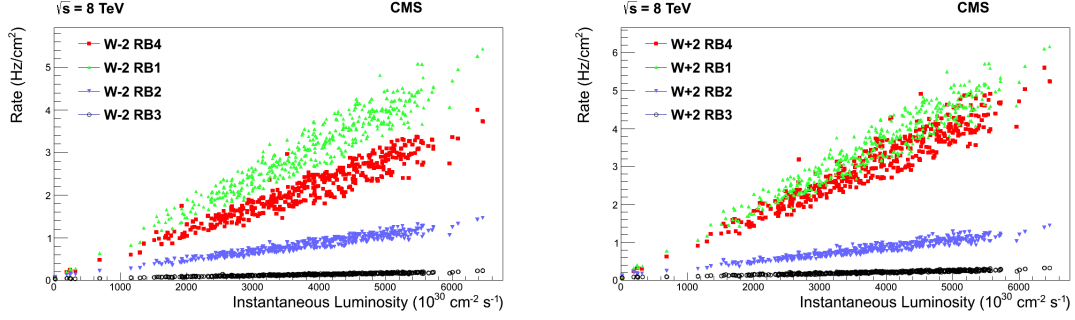 √s = 8 TeV CMS
Rate (Hz/cm²)
W-2 RB4
W-2 RB1
W-2 RB2
W-2 RB3
5
4
3
2
1
0
0 1000 2000 3000 4000 5000 6000
Instantaneous Luminosity (10³⁰ cm⁻² s⁻¹)
√s = 8 TeV CMS
Rate (Hz/cm²)
W+2 RB4
W+2 RB1
W+2 RB2
W+2 RB3
6
5
4
3
2
1
0
0 1000 2000 3000 4000 5000 6000
Instantaneous Luminosity (10³⁰ cm⁻² s⁻¹)